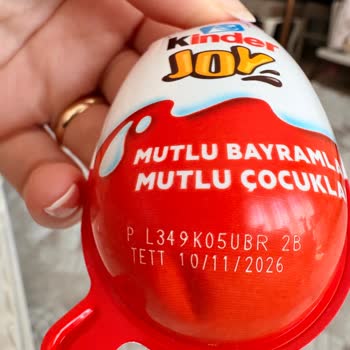 Kinder
JOY
MUTLU BAYRAMLA
MUTLU ÇOCUKLA
P L349K05UBR 2B
TETT 10/11/2026